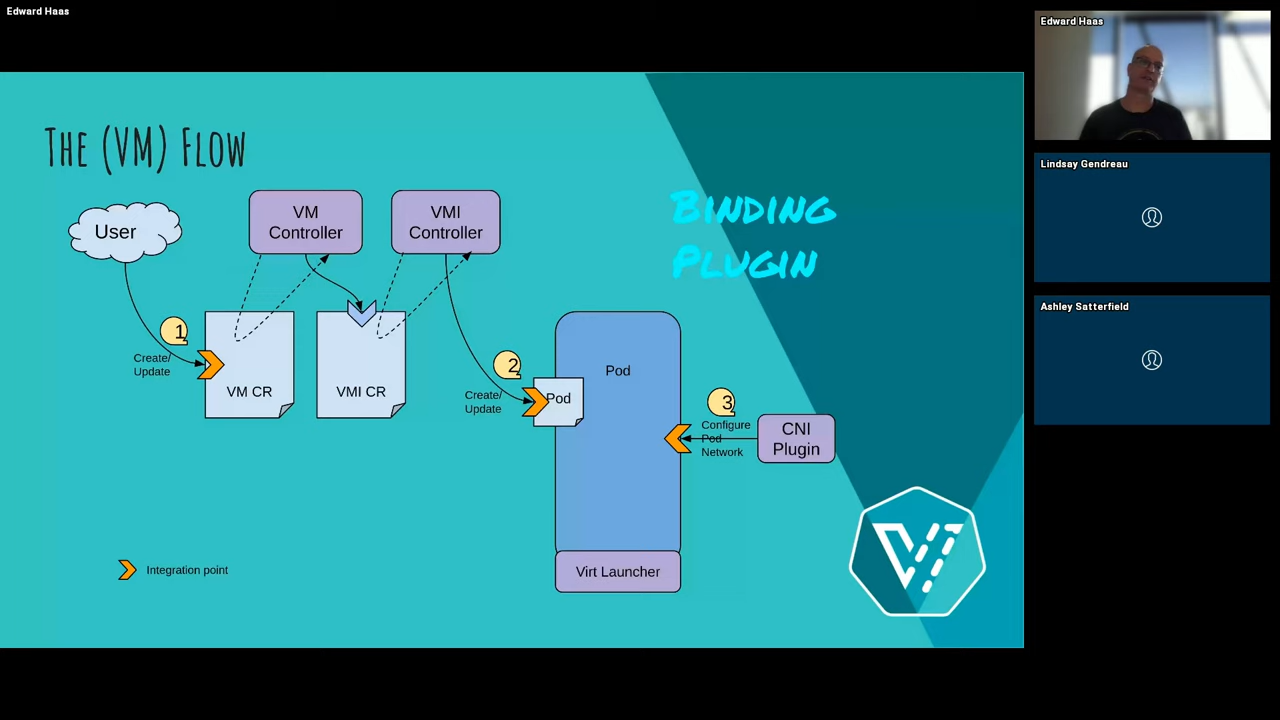 Edward Haas
Edward Haas
Lindsay Gendreau
Ashley Satterfield
The (VM) Flow
Binding
Plugin
User
VM
Controller
VMI
Controller
1
Create/
Update
VM CR
VMI CR
2
Create/
Update
Pod
Pod
3
Configure
Pod
Network
CNI
Plugin
Virt Launcher
Integration point